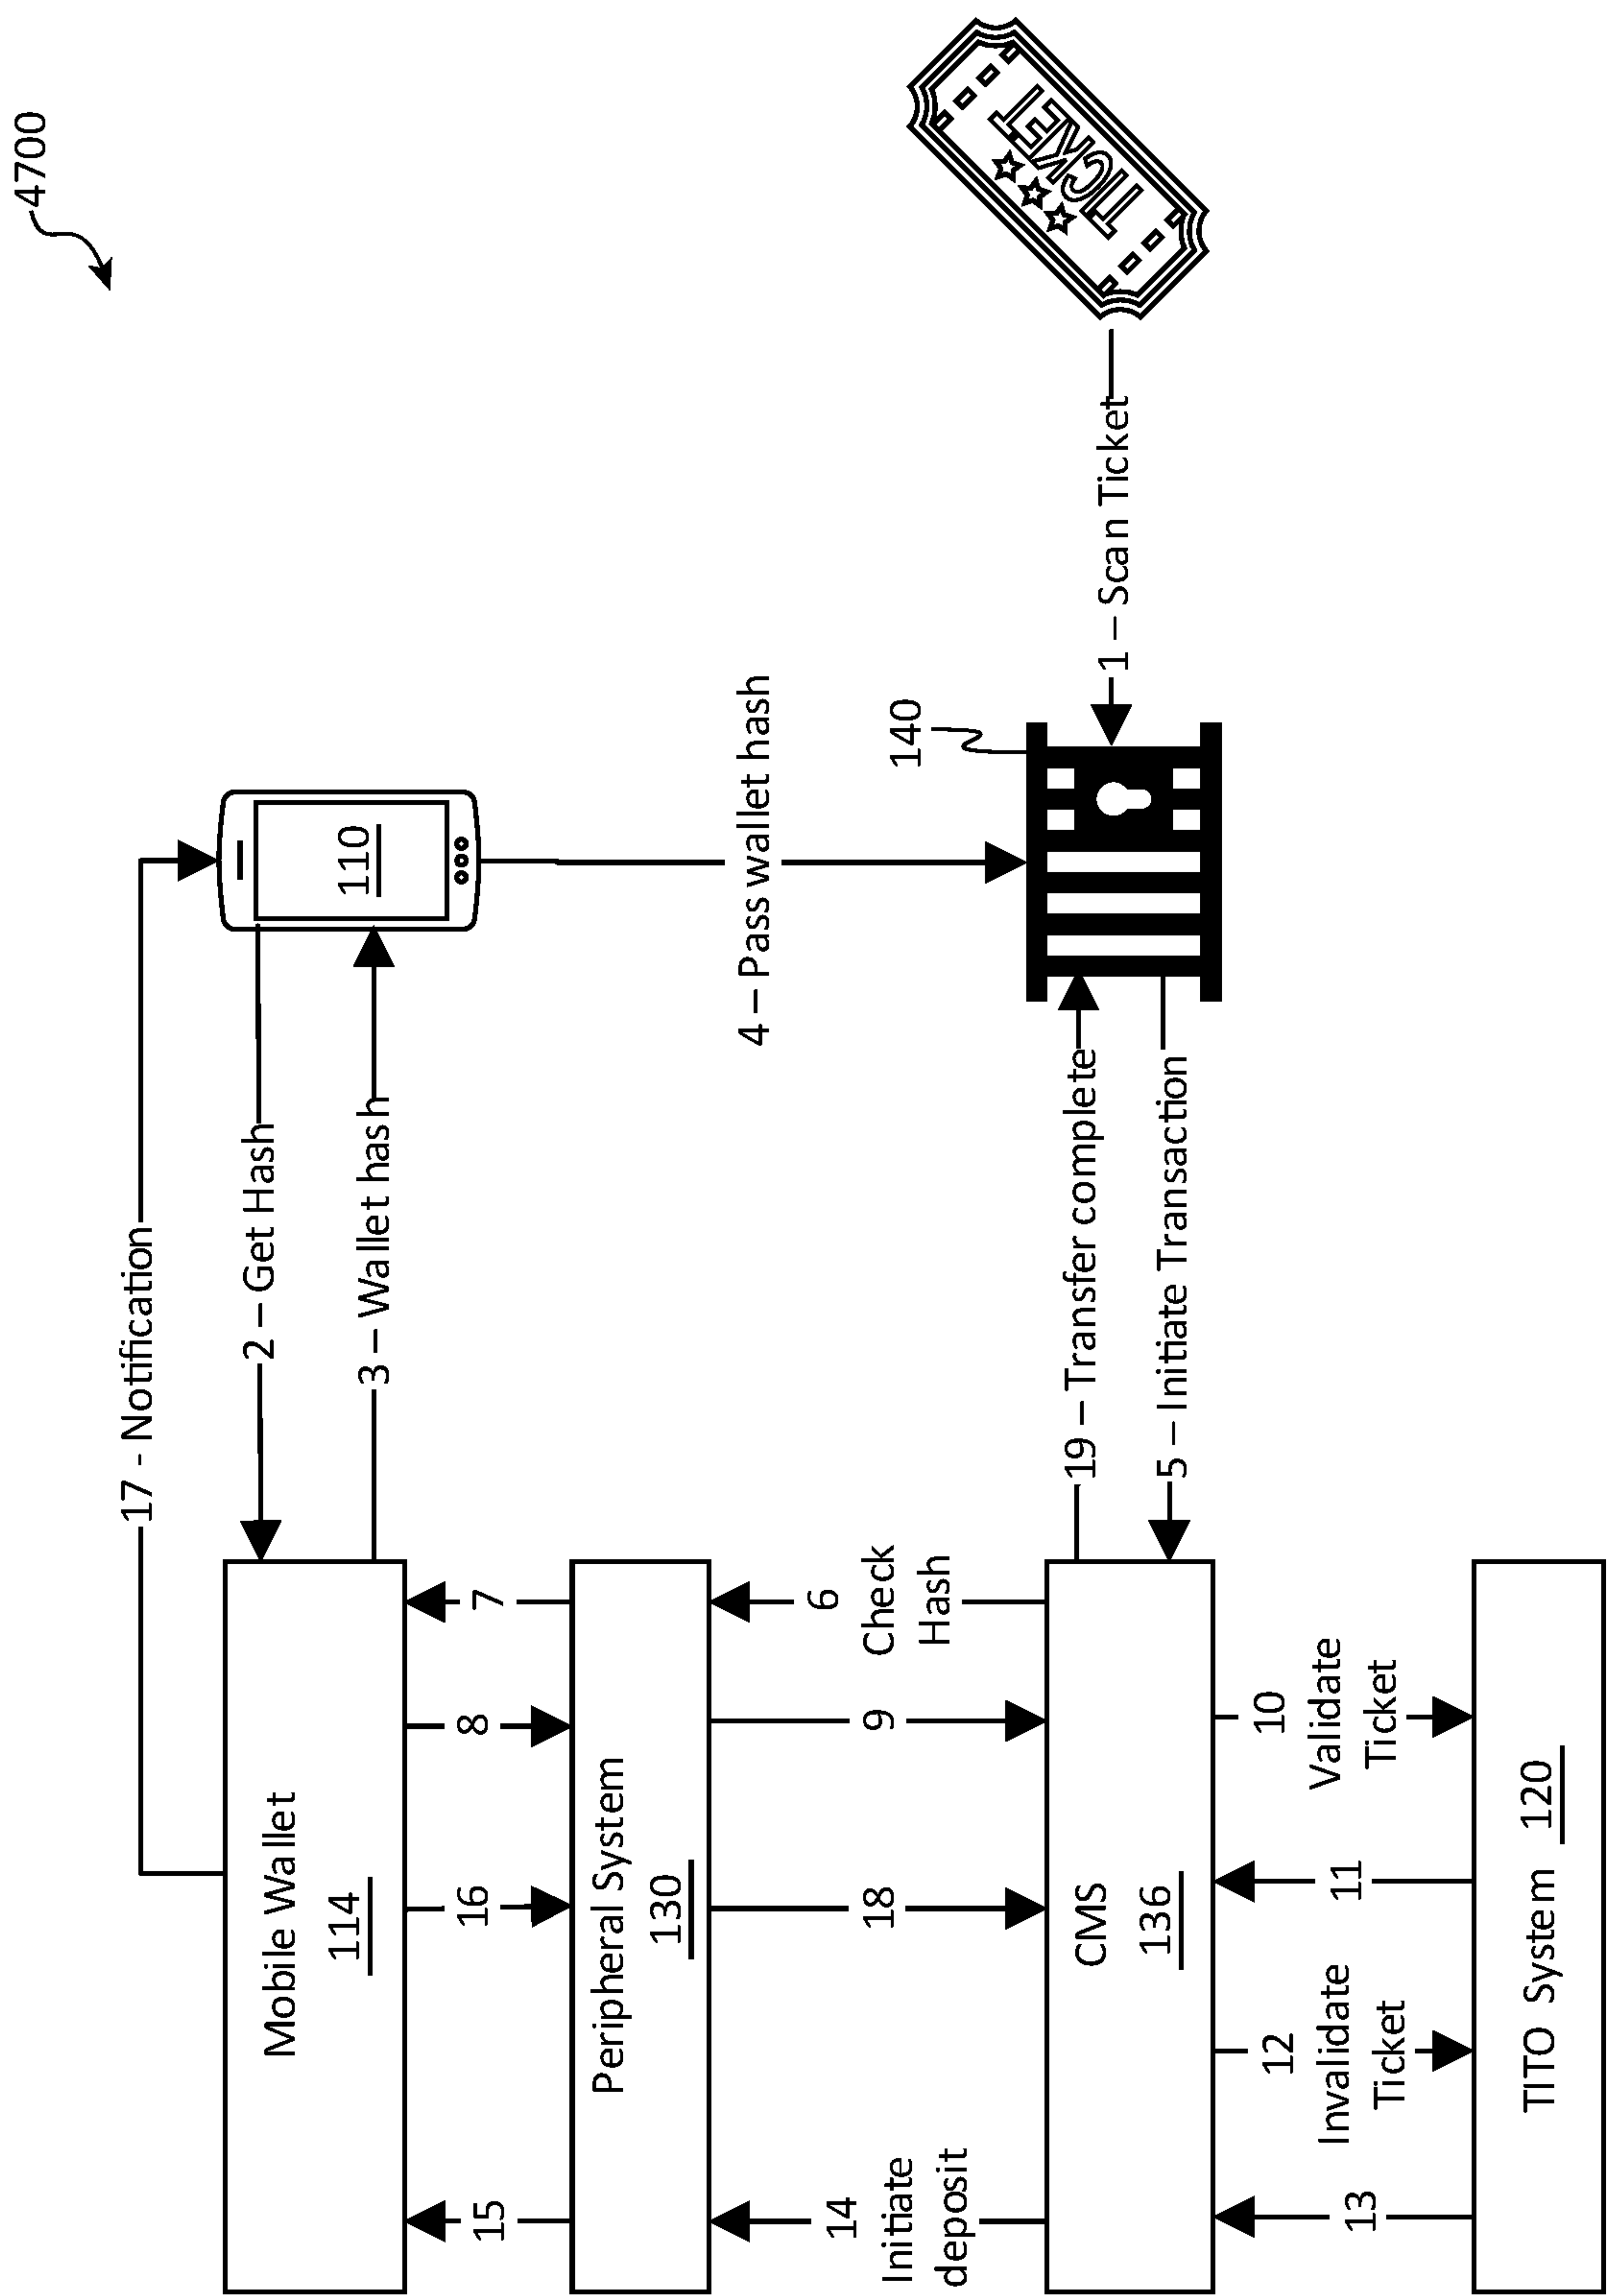 4700
17 - Notification
2 – Get Hash
Mobile Wallet
114
110
3 – Wallet hash
15
16
8
7
Peripheral System
130
4 – Pass wallet hash
14
Initiate
deposit
18
9
6
Check
Hash
140
CMS
136
19 – Transfer complete
5 – Initiate Transaction
1 – Scan Ticket
TICKET
13
12
Invalidate
Ticket
11
10
Validate
Ticket
TITO System 120